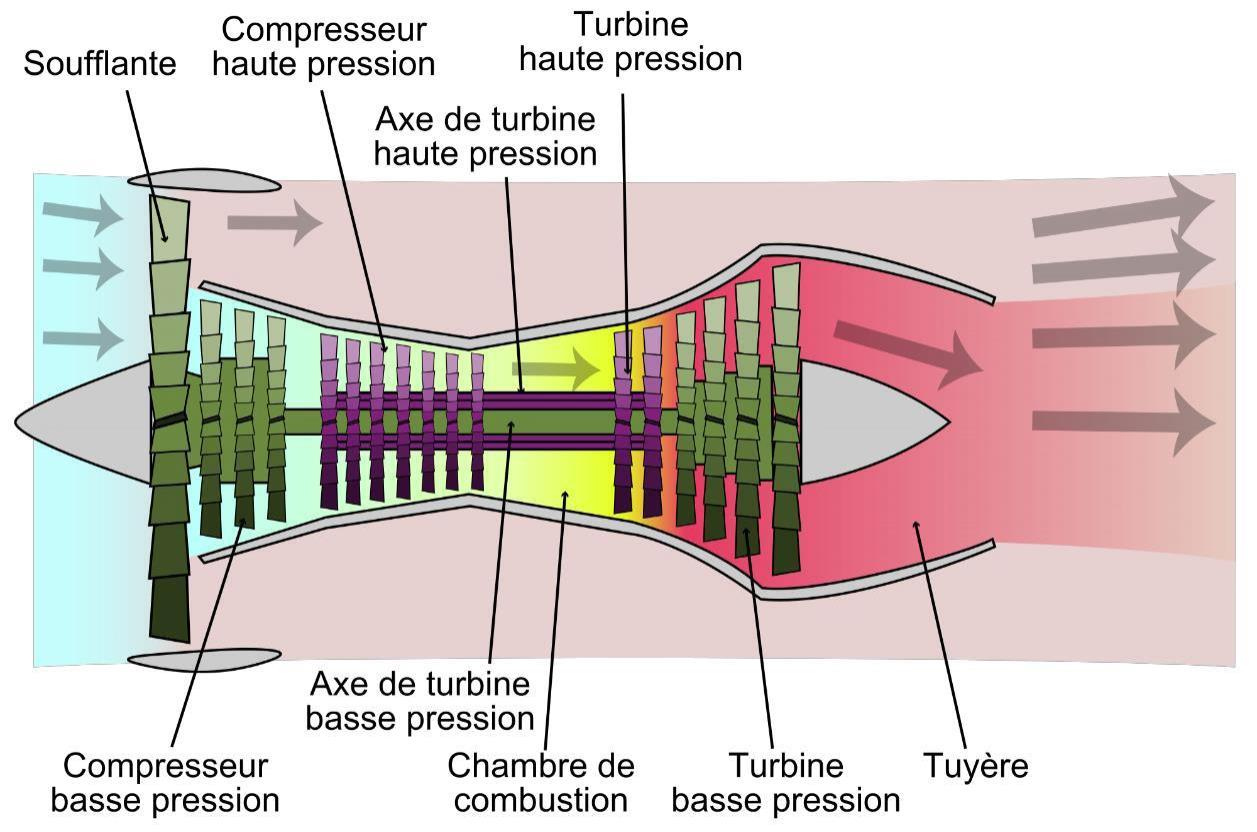 Soufflante
Compresseur
haute pression
Turbine
haute pression
Axe de turbine
haute pression
Axe de turbine
basse pression
Compresseur
basse pression
Chambre de
combustion
Turbine
basse pression
Tuyère